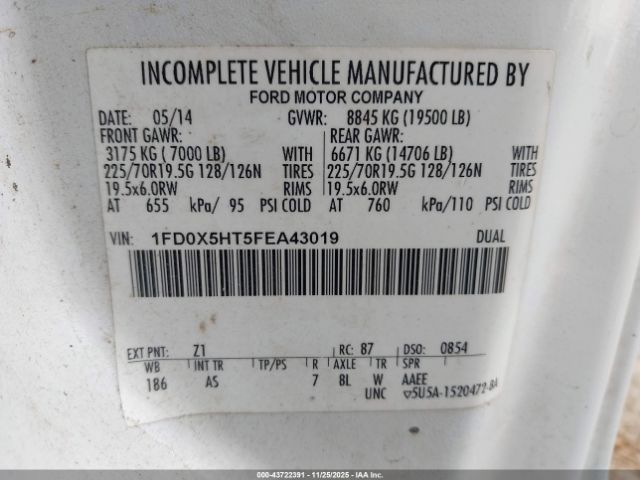 INCOMPLETE VEHICLE MANUFACTURED BY
FORD MOTOR COMPANY
DATE: 05/14 GVWR: 8845 KG (19500 LB)
FRONT GAWR: REAR GAWR:
3175 KG ( 7000 LB) WITH 6671 KG (14706 LB) WITH
225/70R19.5G 128/126N TIRES 225/70R19.5G 128/126N TIRES
19.5x6.0RW RIMS 19.5x6.0RW RIMS
AT 655 kPa/ 95 PSI COLD AT 760 kPa/110 PSI COLD
VIN: 1FD0X5HT5FEA43019 DUAL
EXT PNT: Z1 RC: 87 DSO: 0854
WB INT TR TP/PS R AXLE TR SPR
186 AS 7 8L W AAEE
UNC ▽5U5A-1520472-BA
000-43722391 - 11/25/2025 - IAA, Inc.